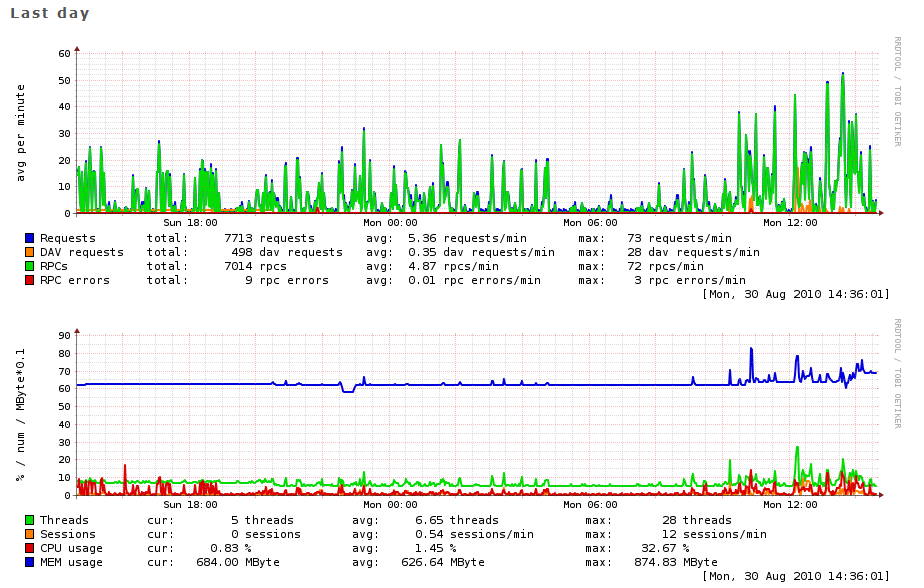 Last day
RRDTOOL / TOBI OETIKER
avg per minute
60
50
40
30
20
10
0
Sun 18:00 Mon 00:00 Mon 06:00 Mon 12:00
Requests total: 7713 requests avg: 5.36 requests/min max: 73 requests/min
DAV requests total: 498 dav requests avg: 0.35 dav requests/min max: 28 dav requests/min
RPCs total: 7014 rpcs avg: 4.87 rpcs/min max: 72 rpcs/min
RPC errors total: 9 rpc errors avg: 0.01 rpc errors/min max: 3 rpc errors/min
[Mon, 30 Aug 2010 14:36:01]
RRDTOOL / TOBI OETIKER
% / num / MByte*0.1
90
80
70
60
50
40
30
20
10
0
Sun 18:00 Mon 00:00 Mon 06:00 Mon 12:00
Threads cur: 5 threads avg: 6.65 threads max: 28 threads
Sessions cur: 0 sessions avg: 0.54 sessions/min max: 12 sessions/min
CPU usage cur: 0.83 % avg: 1.45 % max: 32.67 %
MEM usage cur: 684.00 MByte avg: 626.64 MByte max: 874.83 MByte
[Mon, 30 Aug 2010 14:36:01]